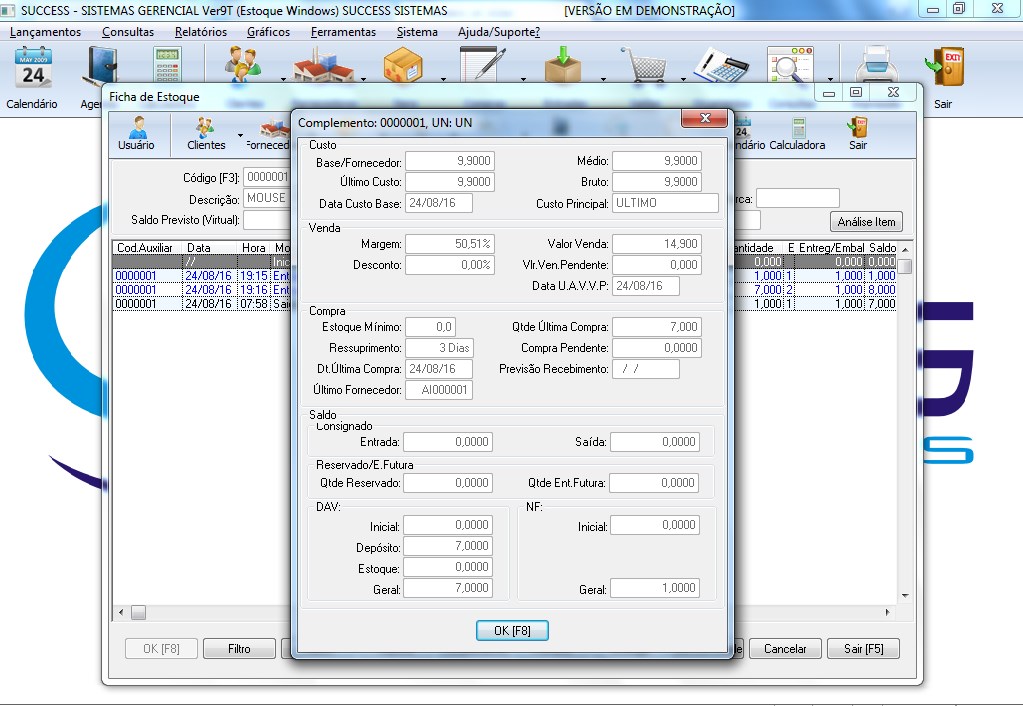 SUCCESS - SISTEMAS GERENCIAL Ver9T (Estoque Windows) SUCCESS SISTEMAS [VERSÃO EM DEMONSTRAÇÃO]
Lançamentos Consultas Relatórios Gráficos Ferramentas Sistema Ajuda/Suporte?
MAY 2009
24
EXIT
Calendário Sair
Ficha de Estoque
Complemento: 0000001, UN: UN
Usuário Clientes Calculadora Sair
Custo
Base/Fornecedor: 9,9000 Médio: 9,9000
Último Custo: 9,9000 Bruto: 9,9000
Data Custo Base: 24/08/16 Custo Principal: ULTIMO
Código [F3]: 0000001
Descrição: MOUSE
Saldo Previsto (Virtual):
Análise Item
Venda
Margem: 50,51% Valor Venda: 14,900
Desconto: 0,00% Vlr.Ven.Pendente: 0,000
Data U.A.V.V.P: 24/08/16
Cod.Auxiliar Data Hora E Entreg/Embal Saldo
// 0,000 0,000 0,000
0000001 24/08/16 19:15 Ent 1,000 1 1,000 1,000
0000001 24/08/16 19:16 Ent 7,000 2 1,000 8,000
0000001 24/08/16 07:58 Saí 1,000 1 1,000 7,000
Compra
Estoque Mínimo: 0,0 Qtde Última Compra: 7,000
Ressuprimento: 3 Dias Compra Pendente: 0,0000
Dt.Última Compra: 24/08/16 Previsão Recebimento: / /
Último Fornecedor: AI000001
Saldo
Consignado
Entrada: 0,0000 Saída: 0,0000
Reservado/E.Futura
Qtde Reservado: 0,0000 Qtde Ent.Futura: 0,0000
DAV: NF:
Inicial: 0,0000 Inicial: 0,0000
Depósito: 7,0000
Estoque: 0,0000
Geral: 7,0000 Geral: 1,0000
OK [F8]
OK [F8] Filtro Cancelar Sair [F5]